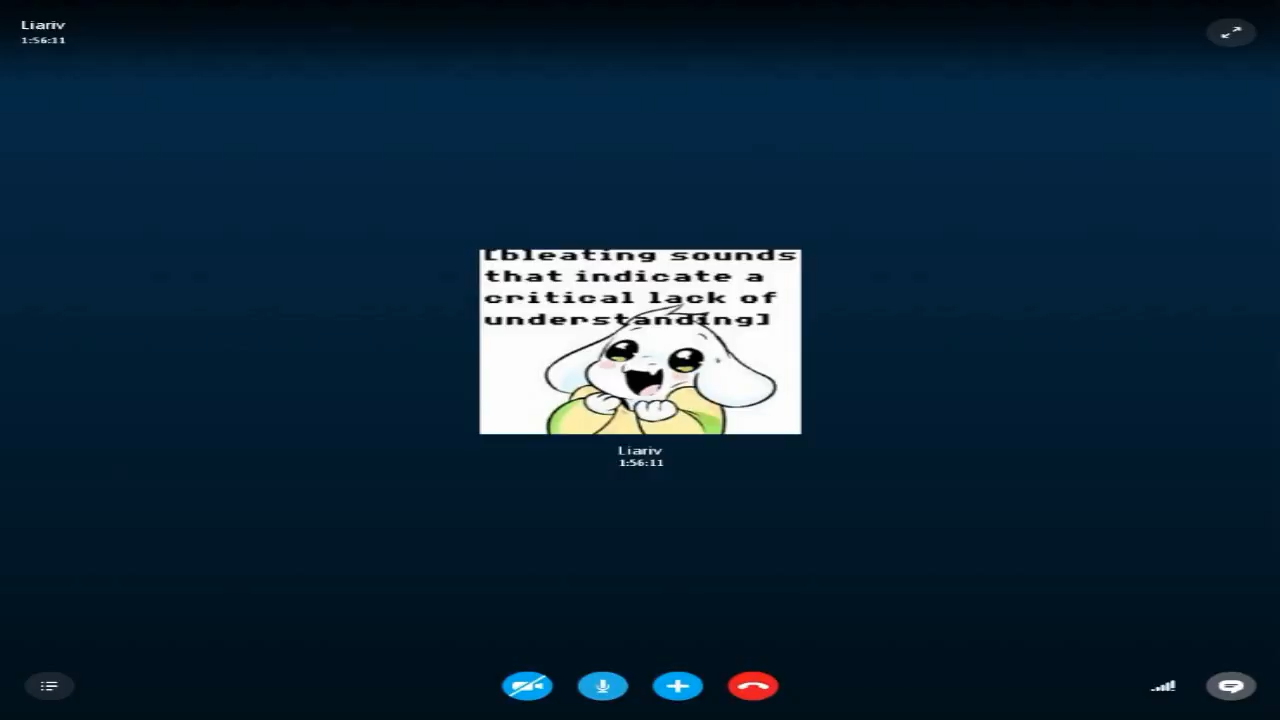 Liariv
1:56:11
[bleating sounds
that indicate a
critical lack of
understanding]
Liariv
1:56:11